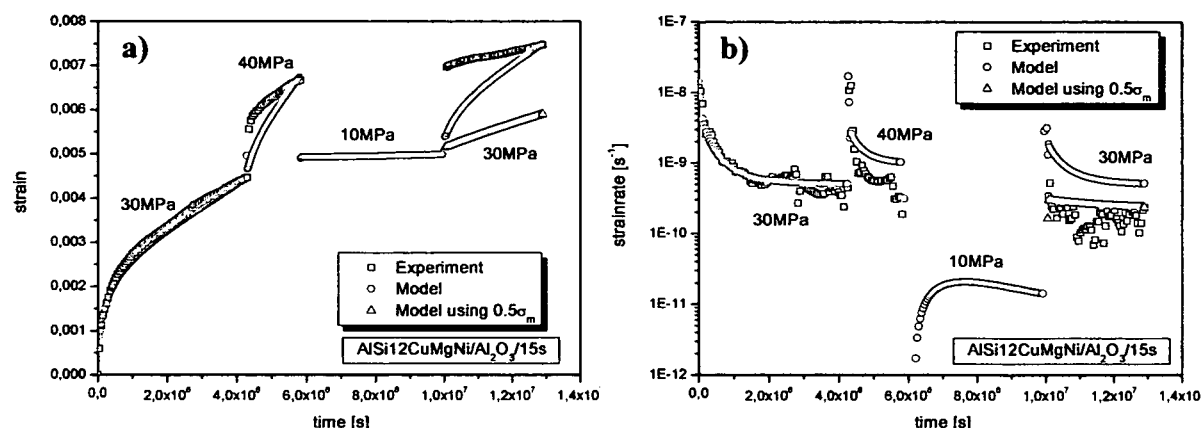 a)
0,008
0,007
0,006
0,005
0,004
0,003
0,002
0,001
0,000
strain
40MPa
10MPa
30MPa
30MPa
Experiment
Model
Model using 0.5σm
AlSi12CuMgNi/Al2O3/15s
0,0
2,0x10⁶
4,0x10⁶
6,0x10⁶
8,0x10⁶
1,0x10⁷
1,2x10⁷
1,4x10
time [s]
b)
1E-7
1E-8
1E-9
1E-10
1E-11
1E-12
strainrate [s⁻¹]
Experiment
Model
Model using 0.5σm
40MPa
30MPa
30MPa
10MPa
AlSi12CuMgNi/Al2O3/15s
0,0
2,0x10⁶
4,0x10⁶
6,0x10⁶
8,0x10⁶
1,0x10⁷
1,2x10⁷
1,4x10
time [s]